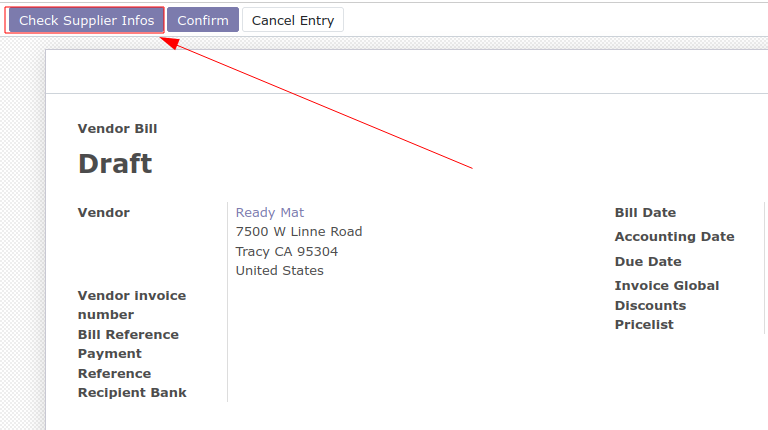 Check Supplier Infos Confirm Cancel Entry
Vendor Bill
Draft
Vendor
Ready Mat
7500 W Linne Road
Tracy CA 95304
United States
Vendor invoice
number
Bill Reference
Payment
Reference
Recipient Bank
Bill Date
Accounting Date
Due Date
Invoice Global
Discounts
Pricelist